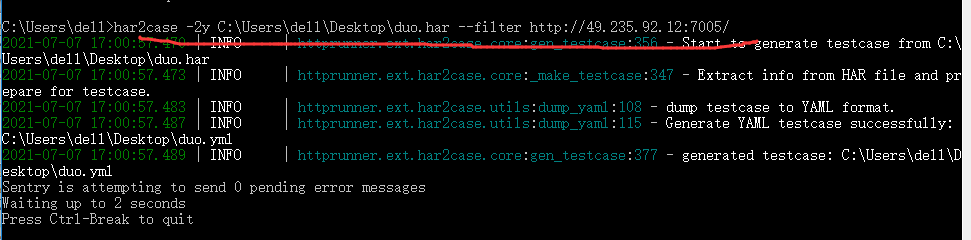 C:\Users\dell>har2case -2y C:\Users\dell\Desktop\duo.har --filter http://49.235.92.12:7005/
2021-07-07 17:00:57.470 | INFO     | httprunner.ext.har2case.core:gen_testcase:356 - Start to generate testcase from C:\
Users\dell\Desktop\duo.har
2021-07-07 17:00:57.473 | INFO     | httprunner.ext.har2case.core:_make_testcase:347 - Extract info from HAR file and pr
epare for testcase.
2021-07-07 17:00:57.483 | INFO     | httprunner.ext.har2case.utils:dump_yaml:108 - dump testcase to YAML format.
2021-07-07 17:00:57.487 | INFO     | httprunner.ext.har2case.utils:dump_yaml:115 - Generate YAML testcase successfully:
C:\Users\dell\Desktop\duo.yml
2021-07-07 17:00:57.489 | INFO     | httprunner.ext.har2case.core:gen_testcase:377 - generated testcase: C:\Users\dell\D
esktop\duo.yml
Sentry is attempting to send 0 pending error messages
Waiting up to 2 seconds
Press Ctrl-Break to quit